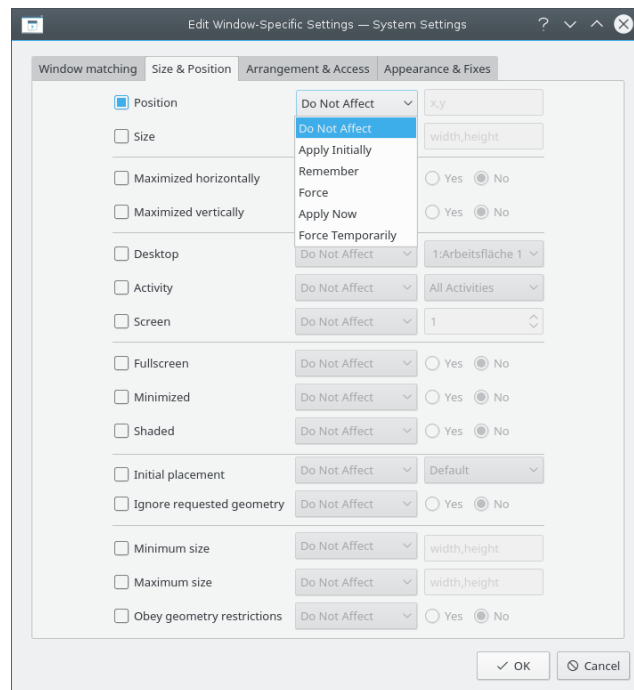 Edit Window-Specific Settings — System Settings
Window matching Size & Position Arrangement & Access Appearance & Fixes
Position Do Not Affect x,y
Do Not Affect
Size width,height
Apply Initially
Remember
Maximized horizontally Yes No
Force
Maximized vertically Yes No
Apply Now
Force Temporarily
Desktop Do Not Affect 1:Arbeitsfläche 1
Activity Do Not Affect All Activities
Screen Do Not Affect 1
Fullscreen Do Not Affect Yes No
Minimized Do Not Affect Yes No
Shaded Do Not Affect Yes No
Initial placement Do Not Affect Default
Ignore requested geometry Do Not Affect Yes No
Minimum size Do Not Affect width,height
Maximum size Do Not Affect width,height
Obey geometry restrictions Do Not Affect Yes No
OK Cancel